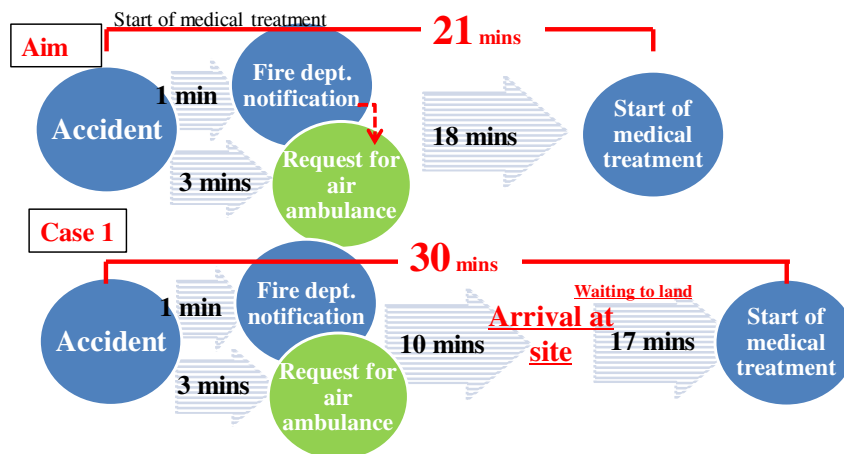 Start of medical treatment
Aim
21 mins
Accident
1 min
Fire dept.
notification
3 mins
Request for
air
ambulance
18 mins
Start of
medical
treatment
Case 1
30 mins
Accident
1 min
Fire dept.
notification
3 mins
Request for
air
ambulance
10 mins
Arrival at
site
Waiting to land
17 mins
Start of
medical
treatment